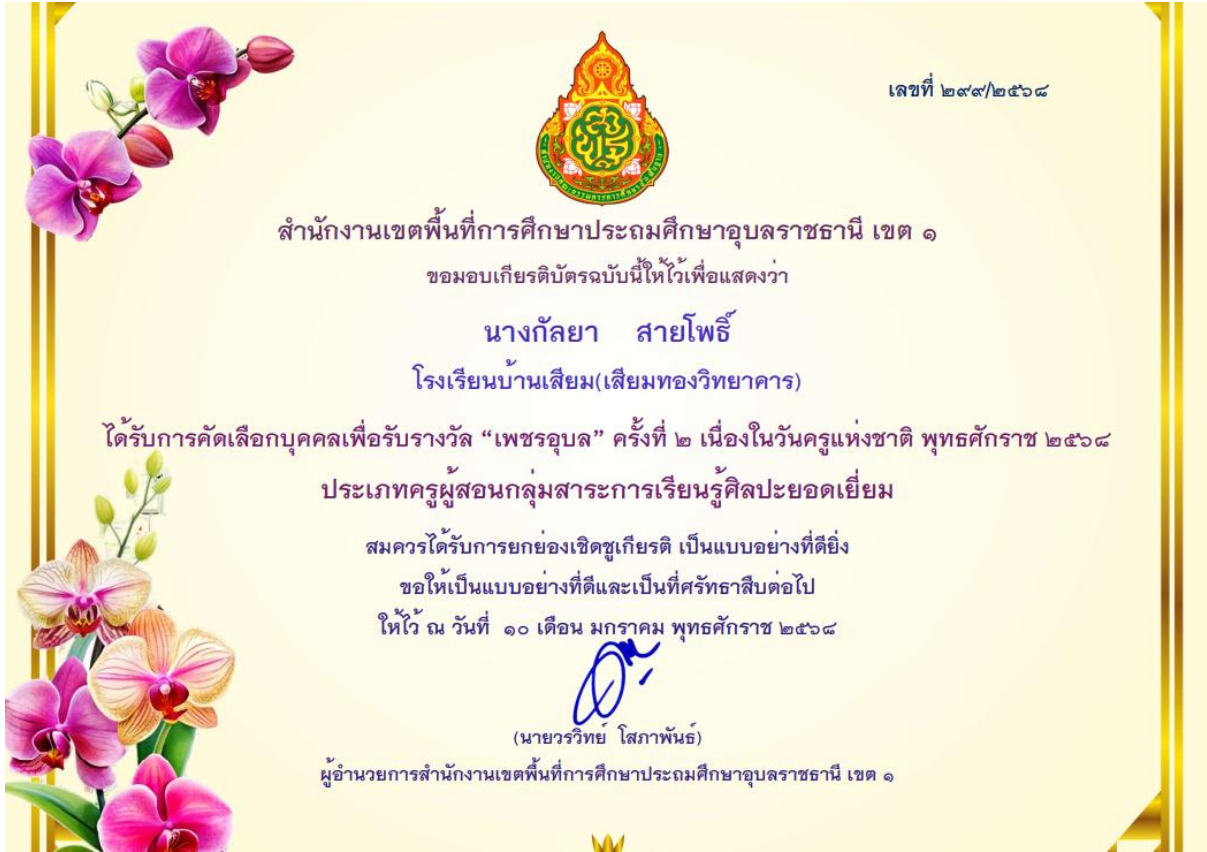 เลขที่ ๒๙๙/๒๕๖๘
สำนักงานเขตพื้นที่การศึกษาประถมศึกษาอุบลราชธานี เขต ๑
ขอมอบเกียรติบัตรฉบับนี้ให้ไว้เพื่อแสดงว่า
นางกัลยา สายโพธิ์
โรงเรียนบ้านเสียม(เสียมทองวิทยาคาร)
ได้รับการคัดเลือกบุคคลเพื่อรับรางวัล “เพชรอุบล” ครั้งที่ ๒ เนื่องในวันครูแห่งชาติ พุทธศักราช ๒๕๖๘
ประเภทครูผู้สอนกลุ่มสาระการเรียนรู้ศิลปะยอดเยี่ยม
สมควรได้รับการยกย่องเชิดชูเกียรติ เป็นแบบอย่างที่ดียิ่ง
ขอให้เป็นแบบอย่างที่ดีและเป็นที่ศรัทธาสืบต่อไป
ให้ไว้ ณ วันที่ ๑๐ เดือน มกราคม พุทธศักราช ๒๕๖๘
(นายวรวิทย์ โสภาพันธ์)
ผู้อำนวยการสำนักงานเขตพื้นที่การศึกษาประถมศึกษาอุบลราชธานี เขต ๑